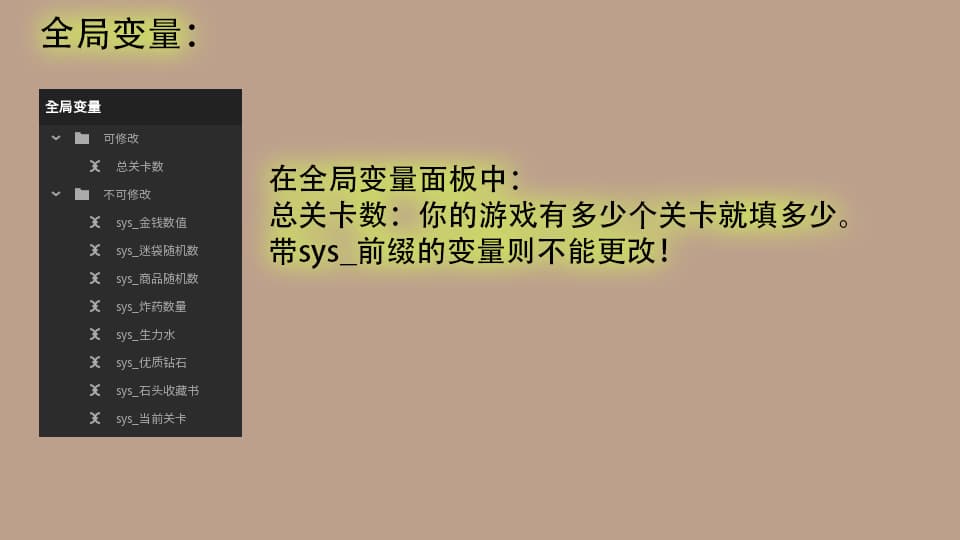 全局变量：
全局变量
可修改
总关卡数
不可修改
sys_金钱数值
sys_迷袋随机数
sys_商品随机数
sys_炸药数量
sys_生力水
sys_优质钻石
sys_石头收藏书
sys_当前关卡
在全局变量面板中：
总关卡数：你的游戏有多少个关卡就填多少。
带sys_前缀的变量则不能更改！